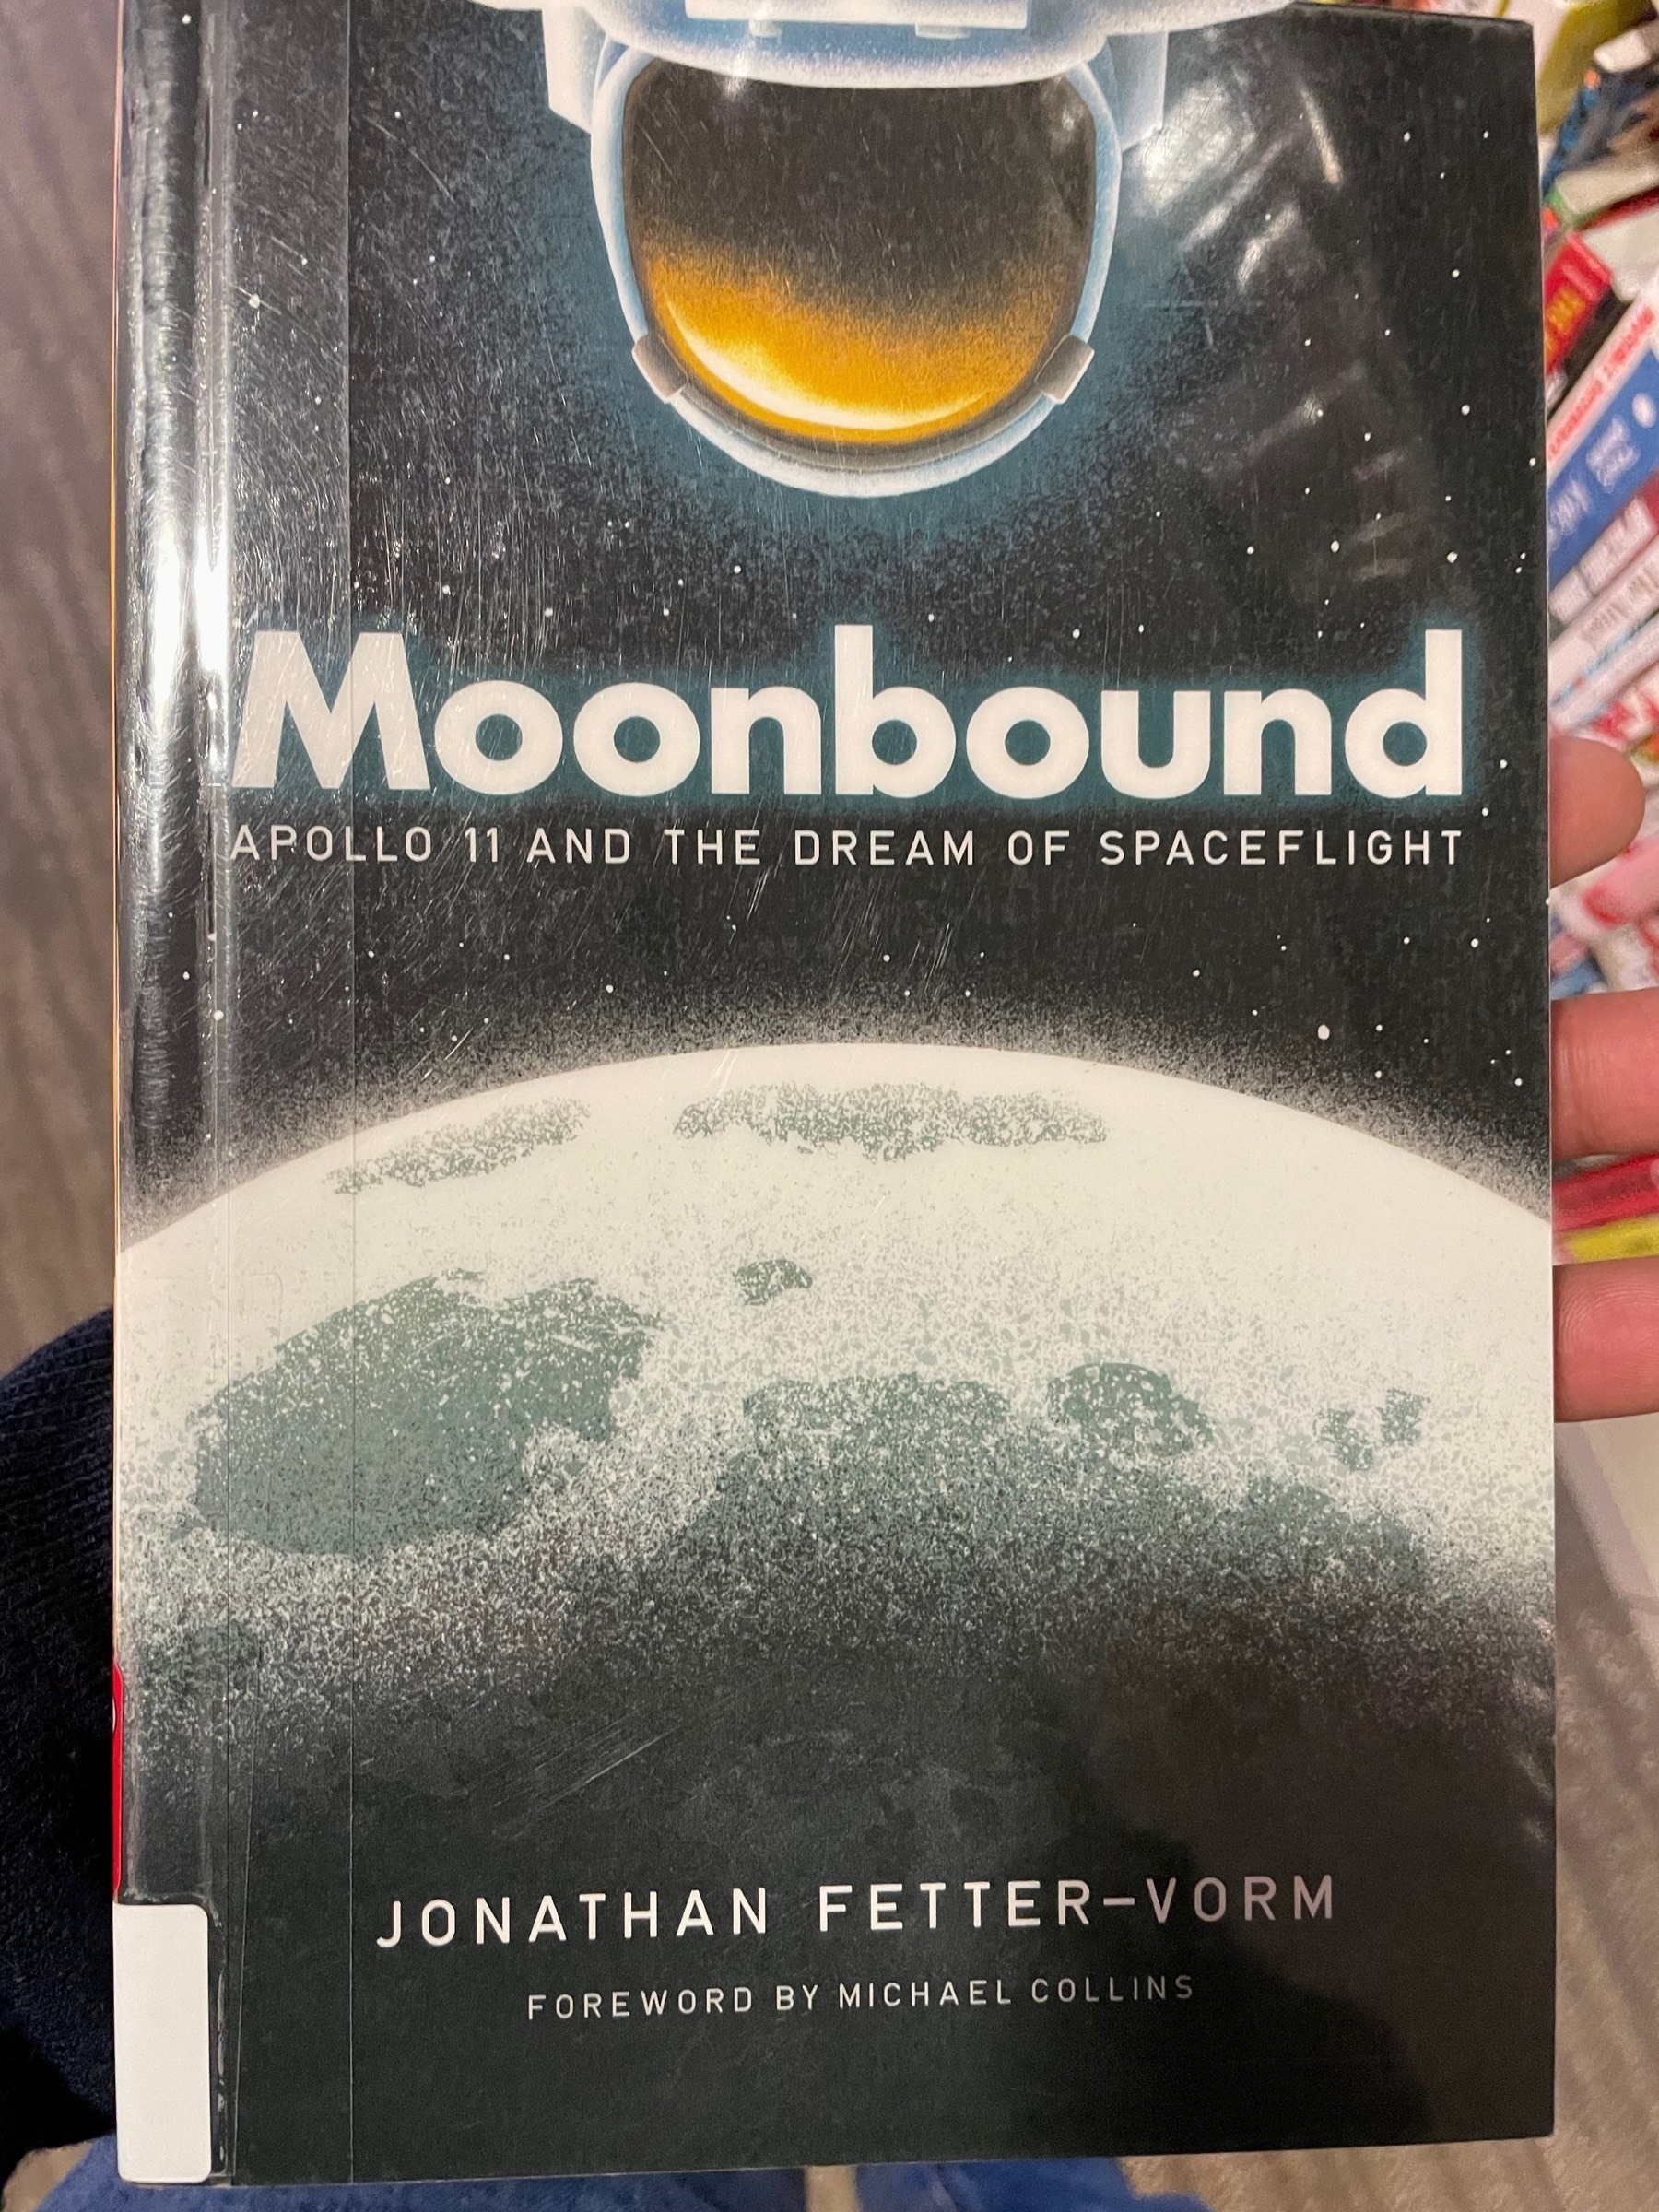 Moonbound
APOLLO 11 AND THE DREAM OF SPACEFLIGHT
JONATHAN FETTER-VORM
FOREWORD BY MICHAEL COLLINS